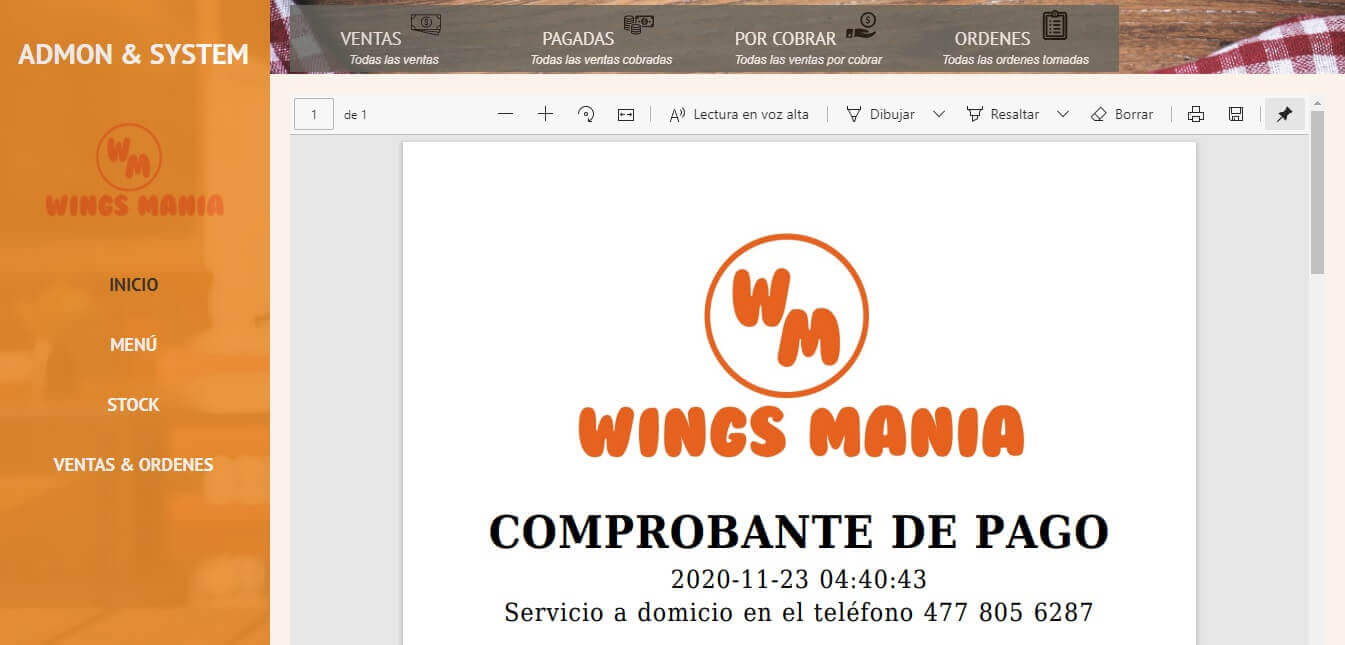 ADMON & SYSTEM
WM
WINGS MANIA
INICIO
MENÚ
STOCK
VENTAS & ORDENES
VENTAS
Todas las ventas
PAGADAS
Todas las ventas cobradas
POR COBRAR
Todas las ventas por cobrar
ORDENES
Todas las ordenes tomadas
1 de 1
Lectura en voz alta
Dibujar
Resaltar
Borrar
WM
WINGS MANIA
COMPROBANTE DE PAGO
2020-11-23 04:40:43
Servicio a domicio en el teléfono 477 805 6287